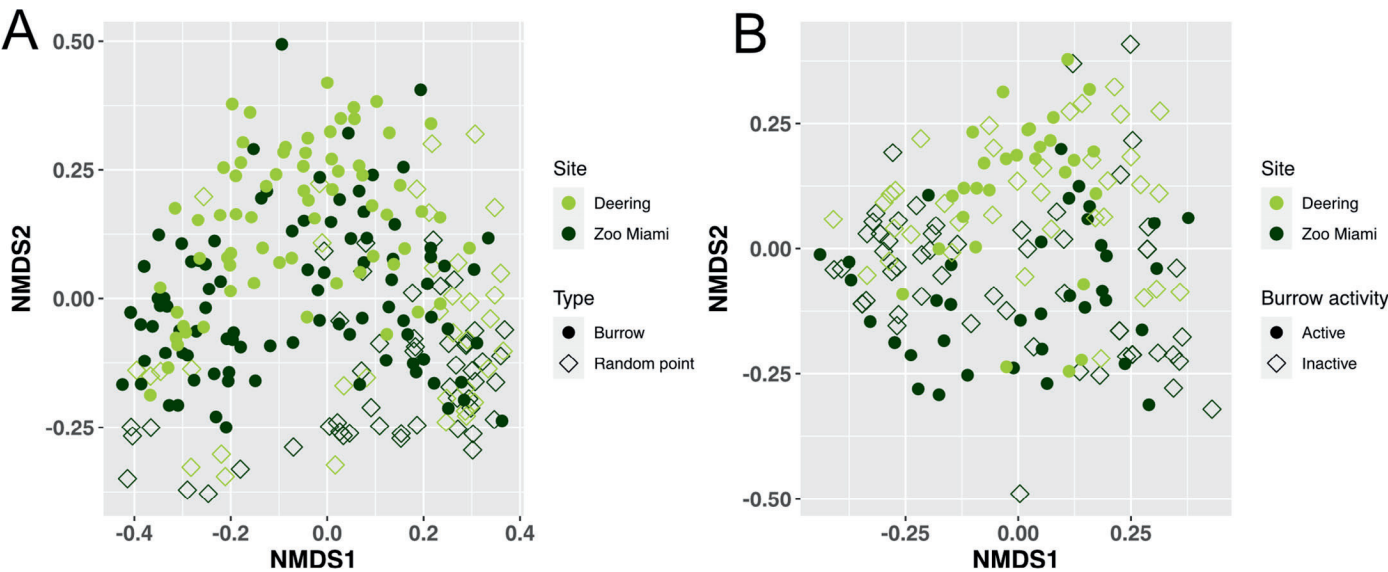 A
NMDS2
0.50
0.25
0.00
-0.25
-0.4
-0.2
0.0
0.2
0.4
NMDS1
Site
Deering
Zoo Miami
Type
Burrow
Random point
B
NMDS2
0.25
0.00
-0.25
-0.50
-0.25
0.00
0.25
NMDS1
Site
Deering
Zoo Miami
Burrow activity
Active
Inactive